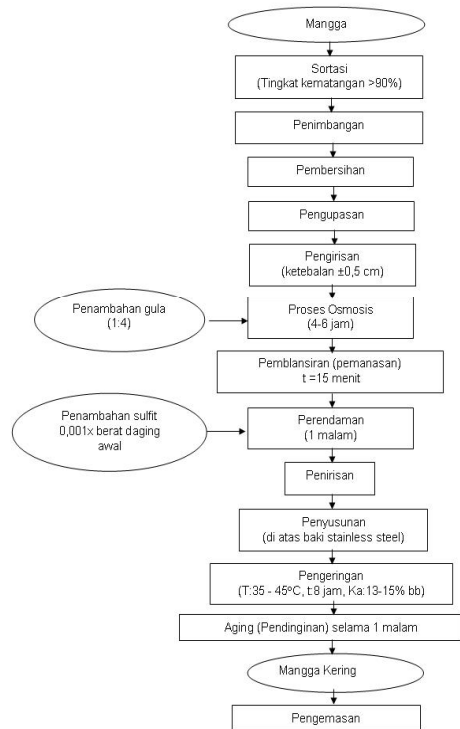 Mangga
Sortasi
(Tingkat kematangan >90%)
Penimbangan
Pembersihan
Pengupasan
Pengirisan
(ketebalan ±0,5 cm)
Penambahan gula
(1:4)
Proses Osmosis
(4-6 jam)
Pemblansiran (pemanasan)
t =15 menit
Penambahan sulfit
0,001x berat daging
awal
Perendaman
(1 malam)
Penirisan
Penyusunan
(di atas baki stainless steel)
Pengeringan
(T:35 - 45°C, t:8 jam, Ka:13-15% bb)
Aging (Pendinginan) selama 1 malam
Mangga Kering
Pengemasan